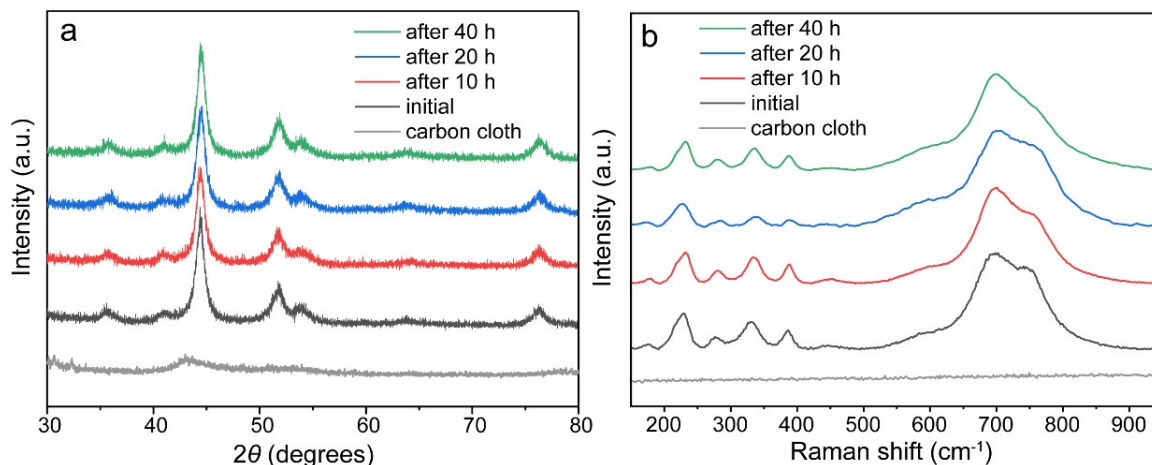 a
after 40 h
after 20 h
after 10 h
initial
carbon cloth
Intensity (a.u.)
30 40 50 60 70 80
2θ (degrees)
b
after 40 h
after 20 h
after 10 h
initial
carbon cloth
Intensity (a.u.)
200 300 400 500 600 700 800 900
Raman shift (cm⁻¹)